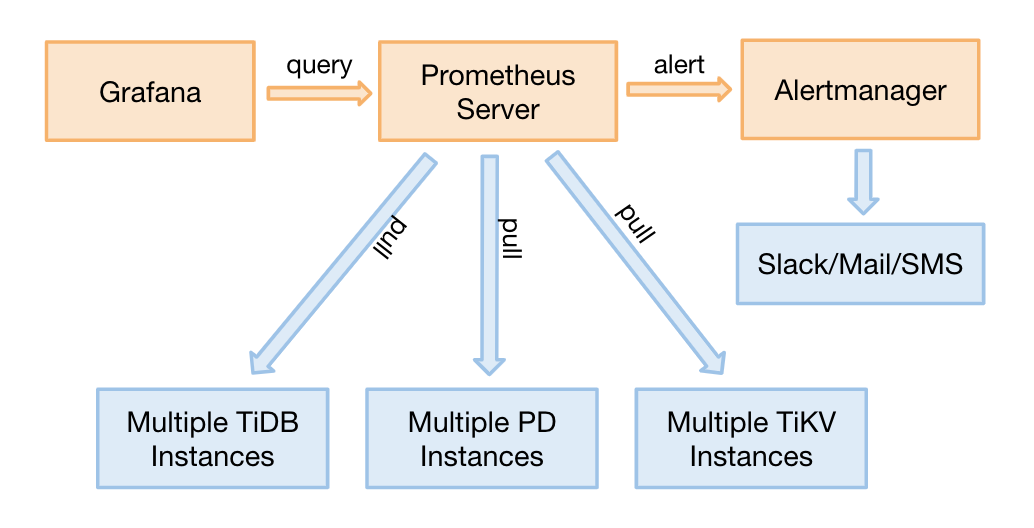 Grafana
query
Prometheus
Server
alert
Alertmanager
pull
pull
pull
Slack/Mail/SMS
Multiple TiDB
Instances
Multiple PD
Instances
Multiple TiKV
Instances